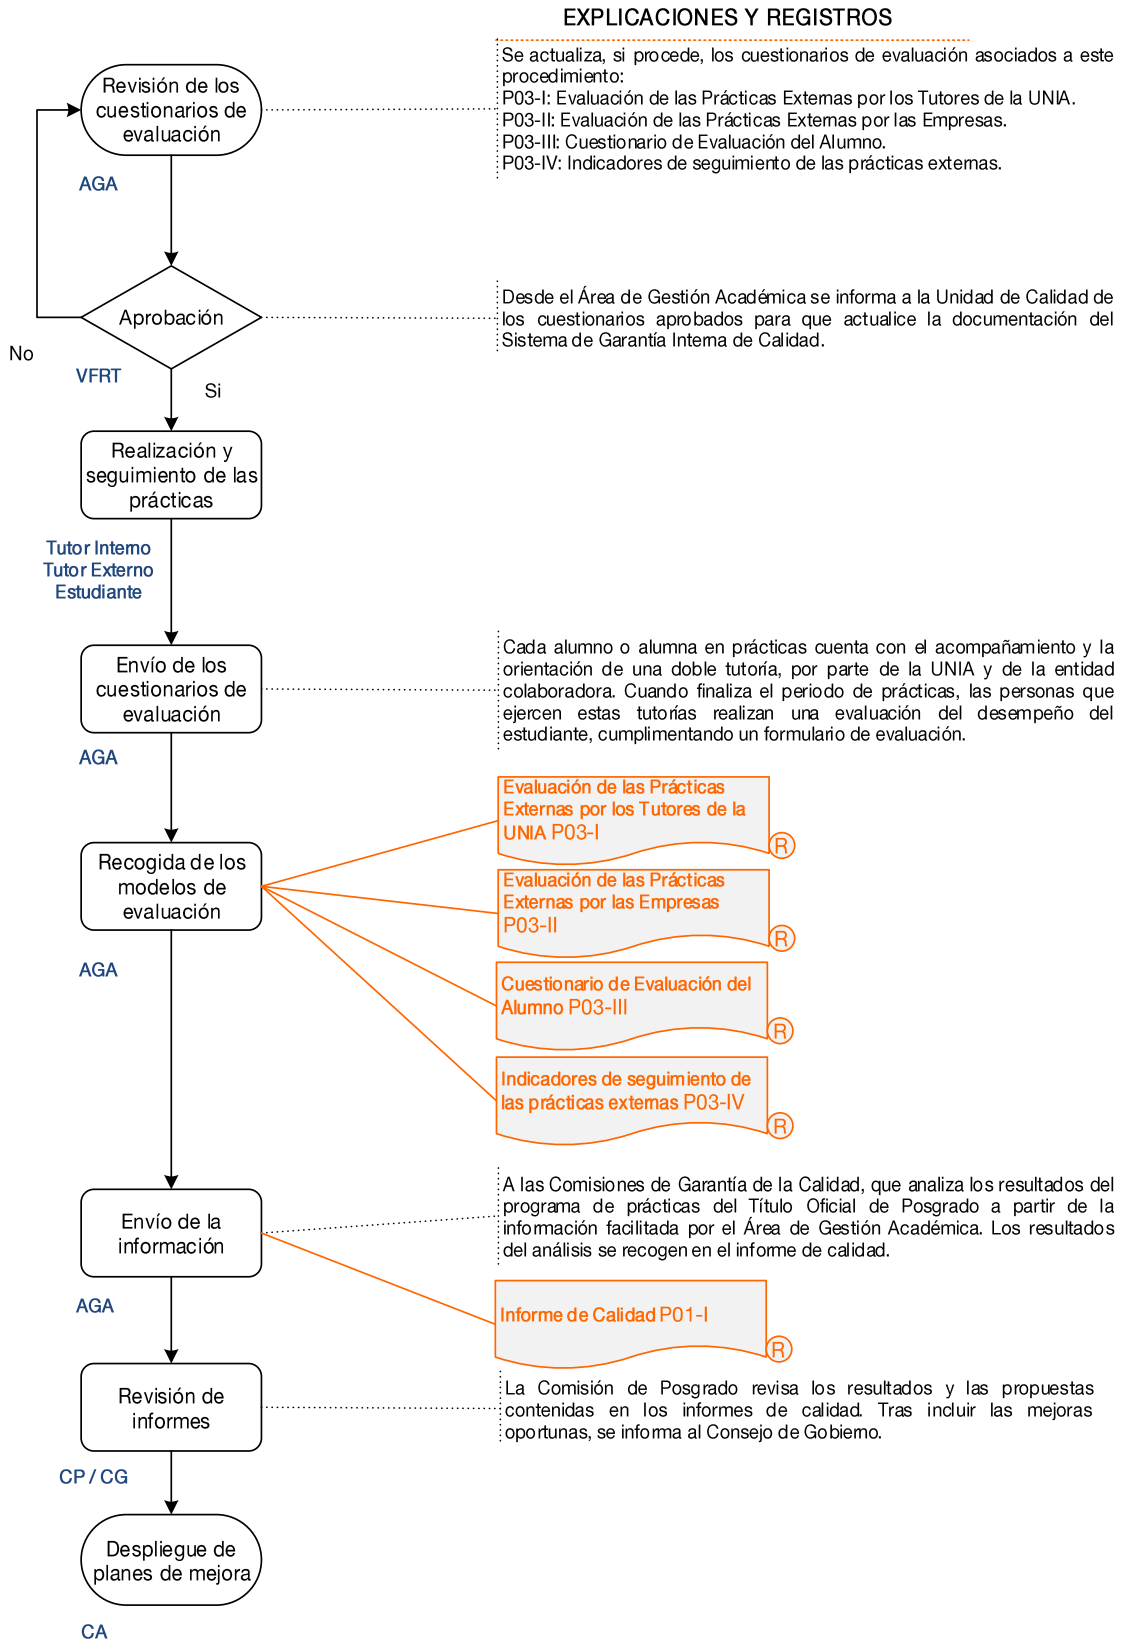 EXPLICACIONES Y REGISTROS
Revisión de los
cuestionarios de
evaluación
AGA
Se actualiza, si procede, los cuestionarios de evaluación asociados a este
procedimiento:
P03-I: Evaluación de las Prácticas Externas por los Tutores de la UNIA.
P03-II: Evaluación de las Prácticas Externas por las Empresas.
P03-III: Cuestionario de Evaluación del Alumno.
P03-IV: Indicadores de seguimiento de las prácticas externas.
Aprobación
No
VFRT
Si
Desde el Área de Gestión Académica se informa a la Unidad de Calidad de
los cuestionarios aprobados para que actualice la documentación del
Sistema de Garantía Interna de Calidad.
Realización y
seguimiento de las
prácticas
Tutor Interno
Tutor Externo
Estudiante
Envío de los
cuestionarios de
evaluación
AGA
Cada alumno o alumna en prácticas cuenta con el acompañamiento y la
orientación de una doble tutoría, por parte de la UNIA y de la entidad
colaboradora. Cuando finaliza el periodo de prácticas, las personas que
ejercen estas tutorías realizan una evaluación del desempeño del
estudiante, cumplimentando un formulario de evaluación.
Recogida de los
modelos de
evaluación
AGA
Evaluación de las Prácticas
Externas por los Tutores de la
UNIA P03-I
R
Evaluación de las Prácticas
Externas por las Empresas
P03-II
R
Cuestionario de Evaluación del
Alumno P03-III
R
Indicadores de seguimiento de
las prácticas externas P03-IV
R
Envío de la
información
AGA
A las Comisiones de Garantía de la Calidad, que analiza los resultados del
programa de prácticas del Título Oficial de Posgrado a partir de la
información facilitada por el Área de Gestión Académica. Los resultados
del análisis se recogen en el informe de calidad.
Informe de Calidad P01-I
R
Revisión de
informes
CP / CG
La Comisión de Posgrado revisa los resultados y las propuestas
contenidas en los informes de calidad. Tras incluir las mejoras
oportunas, se informa al Consejo de Gobierno.
Despliegue de
planes de mejora
CA